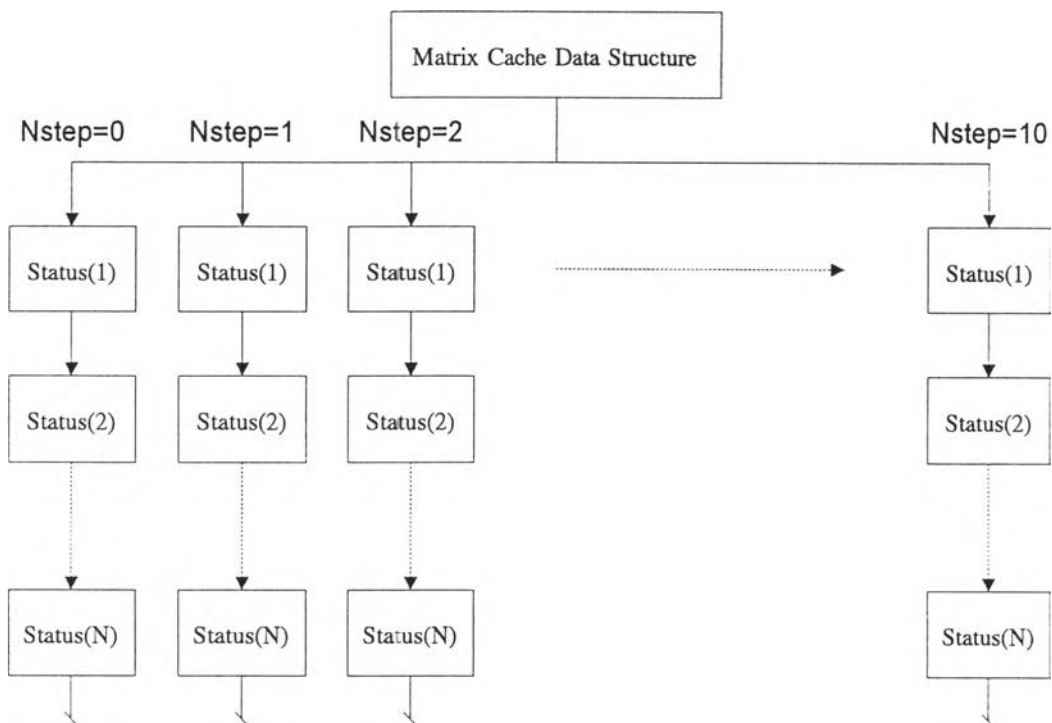 Matrix Cache Data Structure
Nstep=0 Nstep=1 Nstep=2 Nstep=10
Status(1) Status(1) Status(1) Status(1)
Status(2) Status(2) Status(2) Status(2)
Status(N) Status(N) Status(N) Status(N)